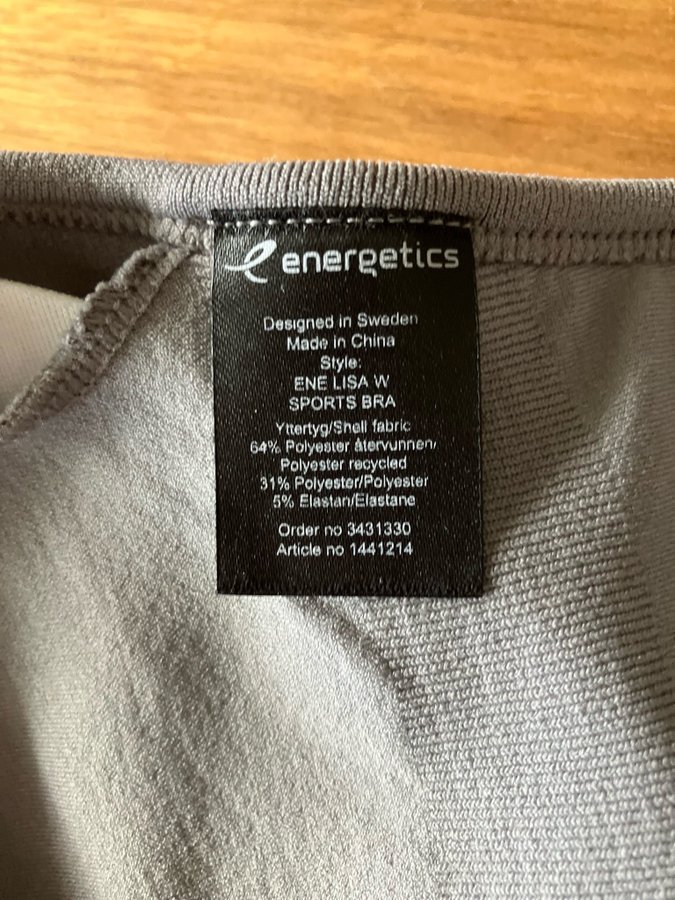 energetics
Designed in Sweden
Made in China
Style:
ENE LISA W
SPORTS BRA
Yttertyg/Shell fabric
64% Polyester återvunnen/
Polyester recycled
31% Polyester/Polyester
5% Elastan/Elastane
Order no 3431330
Article no 1441214